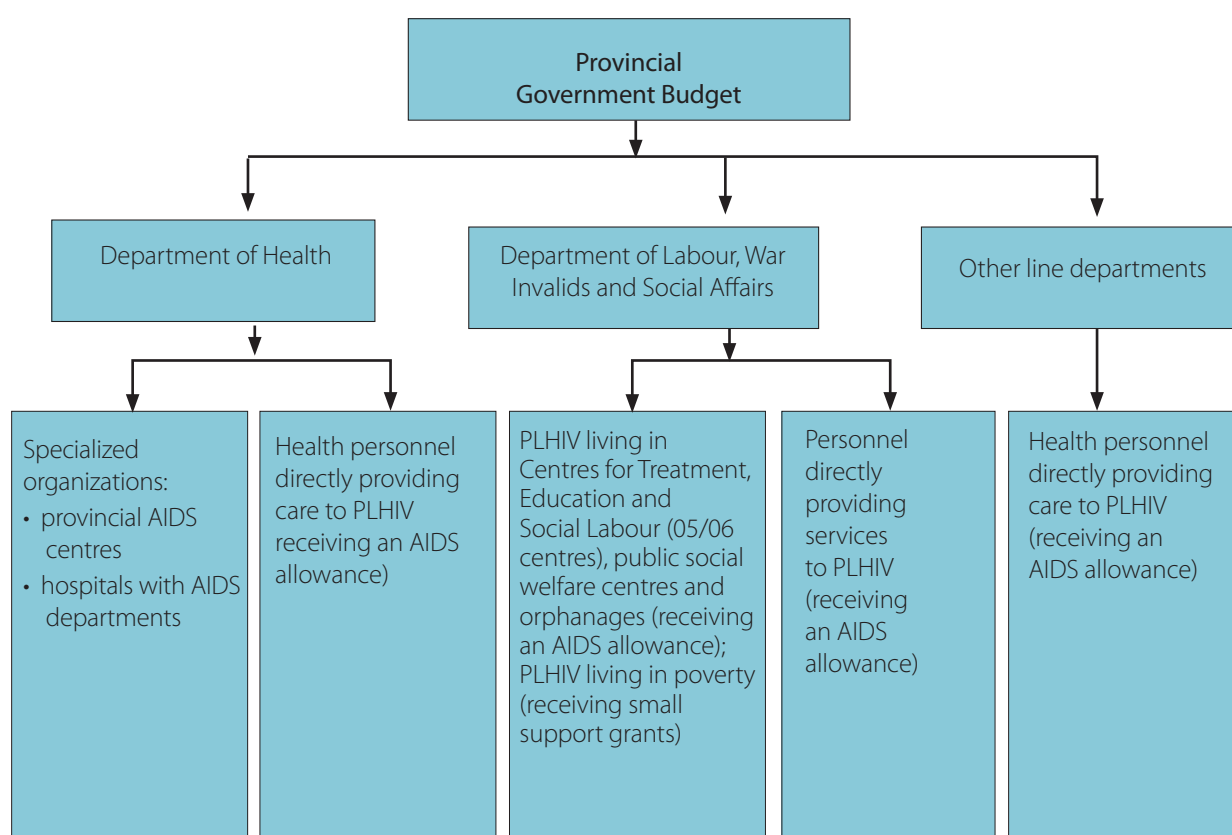 Provincial
Government Budget
Department of Health
Department of Labour, War
Invalids and Social Affairs
Other line departments
Specialized
organizations:
• provincial AIDS
centres
• hospitals with AIDS
departments
Health personnel
directly providing
care to PLHIV
receiving an AIDS
allowance)
PLHIV living in
Centres for Treatment,
Education and
Social Labour (05/06
centres), public social
welfare centres and
orphanages (receiving
an AIDS allowance);
PLHIV living in poverty
(receiving small
support grants)
Personnel
directly
providing
services
to PLHIV
(receiving
an AIDS
allowance)
Health personnel
directly providing
care to PLHIV
(receiving an
AIDS allowance)